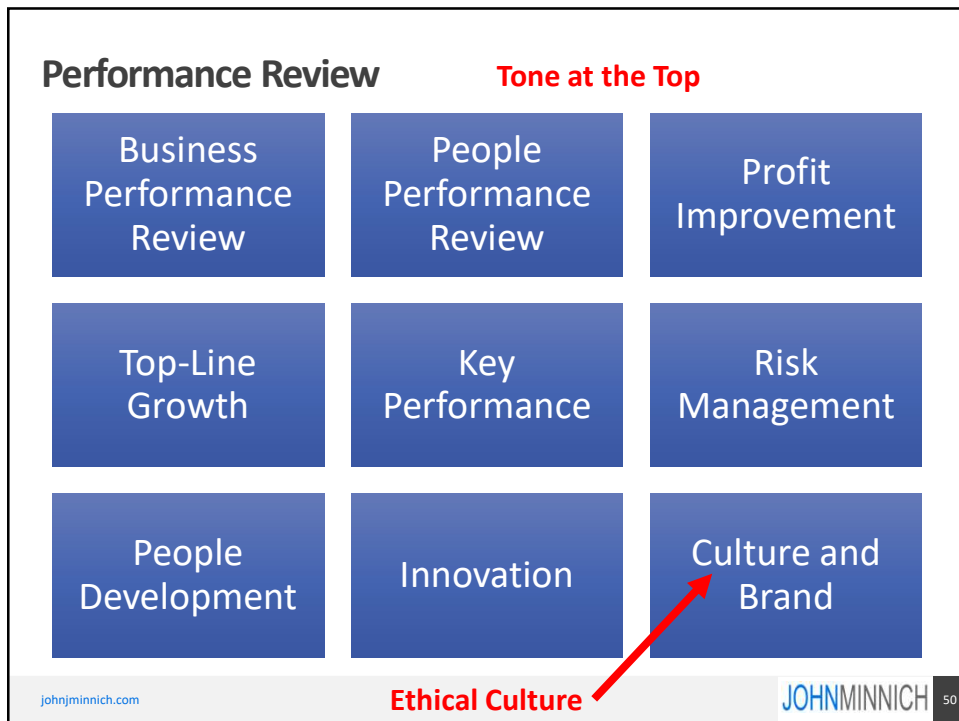 Performance Review
Tone at the Top
Business
Performance
Review
People
Performance
Review
Profit
Improvement
Top-Line
Growth
Key
Performance
Risk
Management
People
Development
Innovation
Culture and
Brand
johnjminnich.com
Ethical Culture
JOHNMINNICH
50